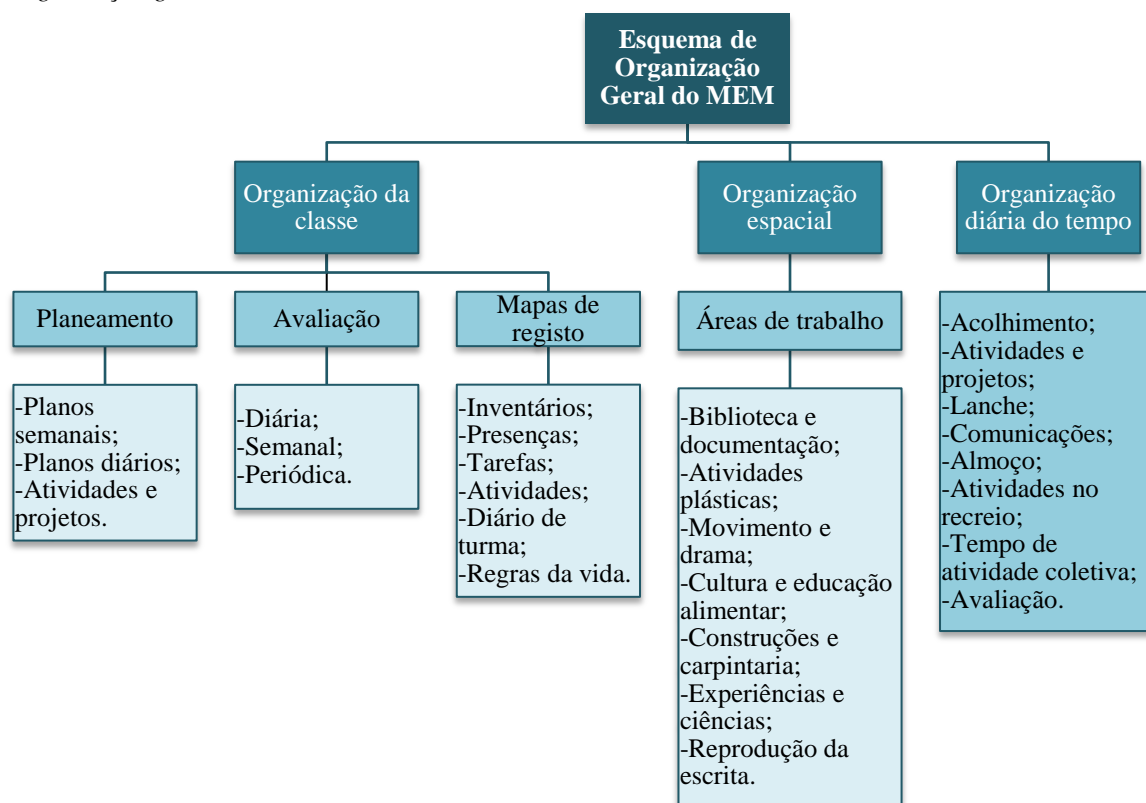 Esquema de
Organização
Geral do MEM
Organização da
classe
Organização
espacial
Organização
diária do tempo
Planeamento
Avaliação
Mapas de
registo
Áreas de trabalho
-Planos
semanais;
-Planos diários;
-Atividades e
projetos.
-Diária;
-Semanal;
-Periódica.
-Inventários;
-Presenças;
-Tarefas;
-Atividades;
-Diário de
turma;
-Regras da vida.
-Biblioteca e
documentação;
-Atividades
plásticas;
-Movimento e
drama;
-Cultura e educação
alimentar;
-Construções e
carpintaria;
-Experiências e
ciências;
-Reprodução da
escrita.
-Acolhimento;
-Atividades e
projetos;
-Lanche;
-Comunicações;
-Almoço;
-Atividades no
recreio;
-Tempo de
atividade coletiva;
-Avaliação.